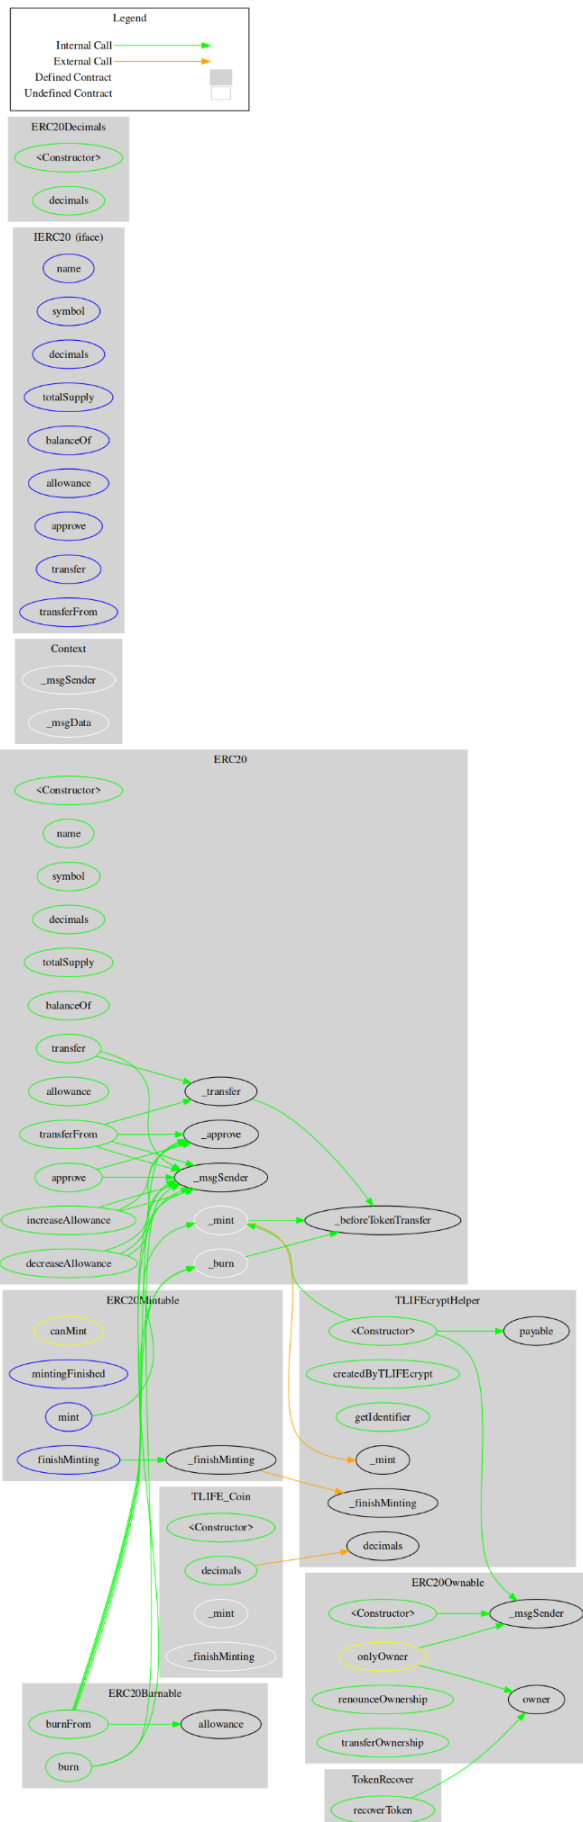 Legend
Internal Call
External Call
Defined Contract
Undefined Contract
ERC20Decimals
<Constructor>
decimals
IERC20 (iface)
name
symbol
decimals
totalSupply
balanceOf
allowance
approve
transfer
transferFrom
Context
_msgSender
_msgData
ERC20
<Constructor>
name
symbol
decimals
totalSupply
balanceOf
transfer
allowance
_transfer
transferFrom
_approve
approve
_msgSender
increaseAllowance
_mint
_beforeTokenTransfer
decreaseAllowance
_burn
ERC20Mintable
canMint
mintingFinished
mint
finishMinting
_finishMinting
TLIFEcryptHelper
<Constructor>
payable
createdByTLIFEcrypt
getIdentifier
_mint
_finishMinting
decimals
TLIFE_Coin
<Constructor>
decimals
_mint
_finishMinting
ERC20Ownable
<Constructor>
_msgSender
onlyOwner
renounceOwnership
owner
transferOwnership
ERC20Burnable
burnFrom
allowance
burn
TokenRecover
recoverToken